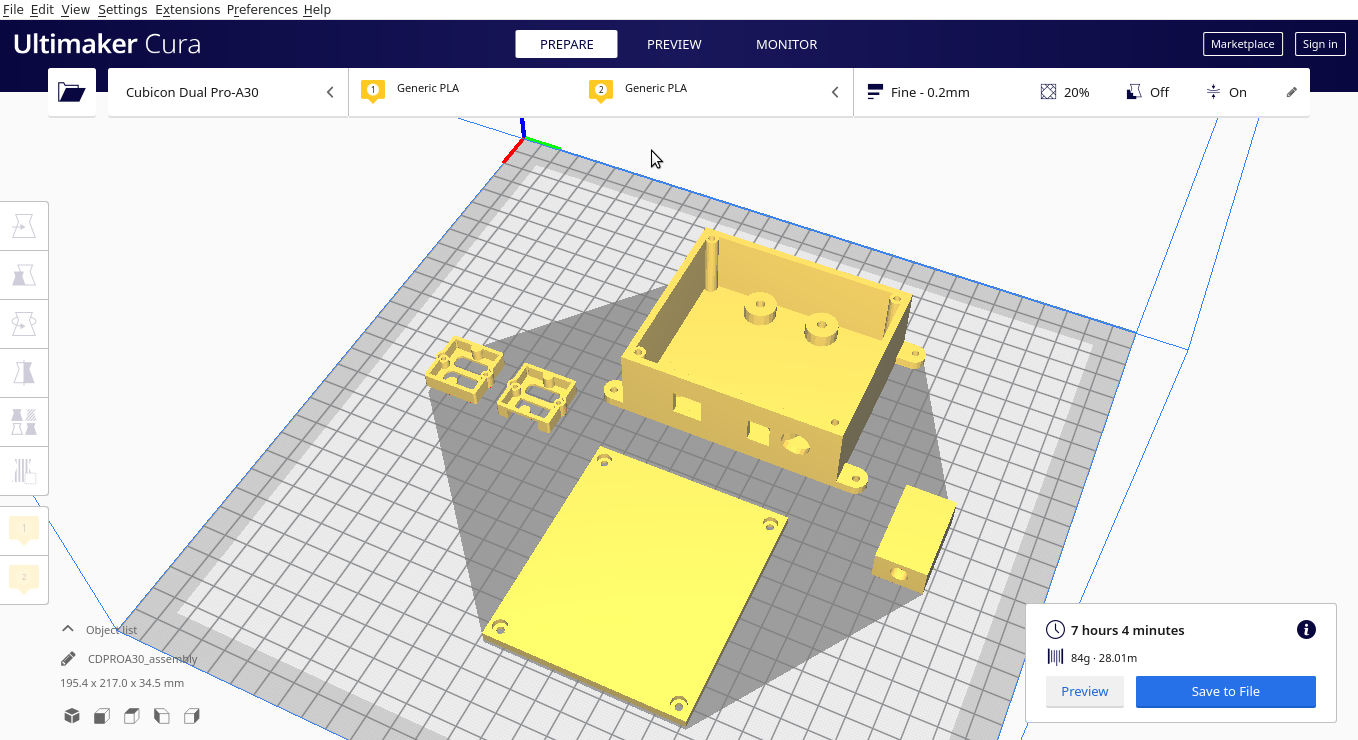 File Edit View Settings Extensions Preferences Help
Ultimaker Cura
PREPARE PREVIEW MONITOR
Marketplace Sign in
Cubicon Dual Pro-A30
1 Generic PLA
2 Generic PLA
Fine - 0.2mm 20% Off On
1
2
Object list
CDPROA30_assembly
195.4 x 217.0 x 34.5 mm
7 hours 4 minutes
84g · 28.01m
Preview Save to File